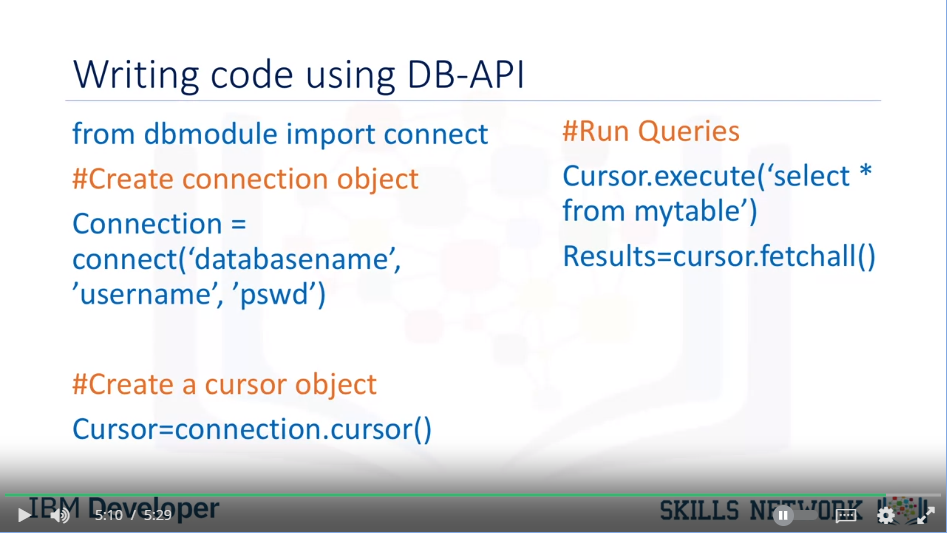 Writing code using DB-API
from dbmodule import connect
#Create connection object
Connection =
connect(‘databasename’,
’username’, ’pswd’)
#Create a cursor object
Cursor=connection.cursor()
#Run Queries
Cursor.execute(‘select *
from mytable’)
Results=cursor.fetchall()
IBM Developer
SKILLS NETWORK
5:10 / 5:29